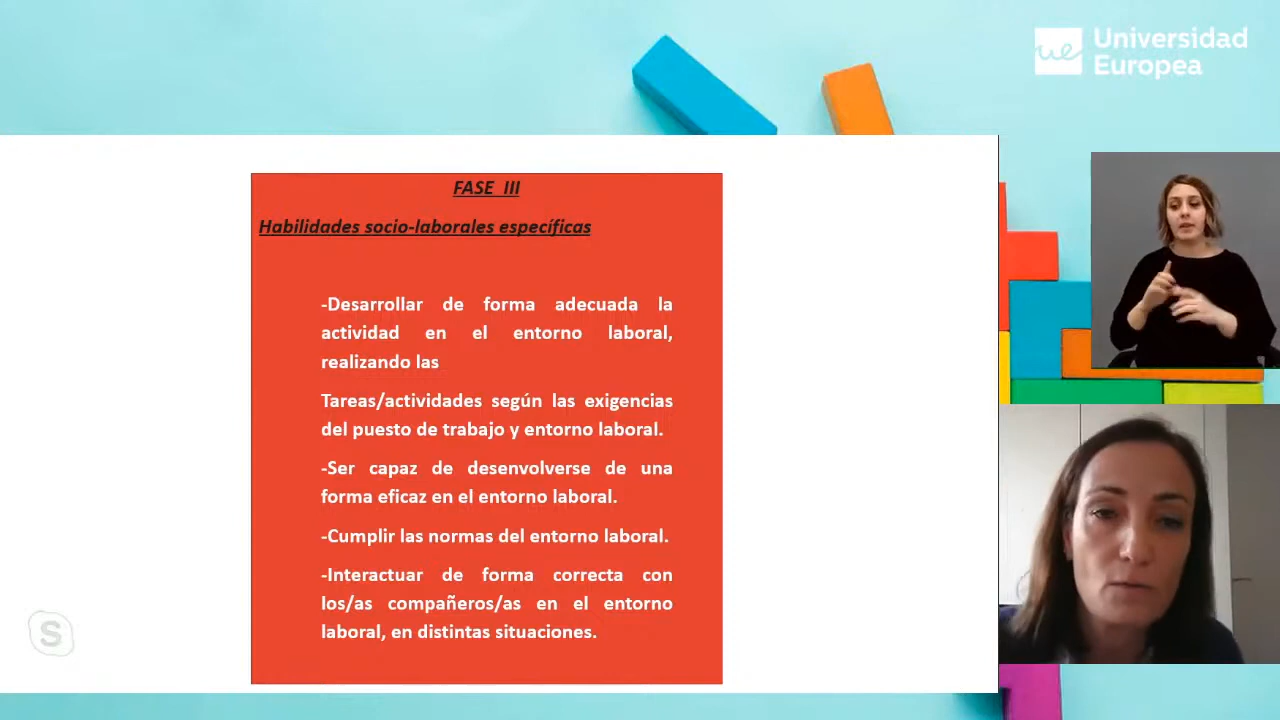 ue Universidad
Europea
FASE III
Habilidades socio-laborales específicas
-Desarrollar de forma adecuada la
actividad en el entorno laboral,
realizando las
Tareas/actividades según las exigencias
del puesto de trabajo y entorno laboral.
-Ser capaz de desenvolverse de una
forma eficaz en el entorno laboral.
-Cumplir las normas del entorno laboral.
-Interactuar de forma correcta con
los/as compañeros/as en el entorno
laboral, en distintas situaciones.
S